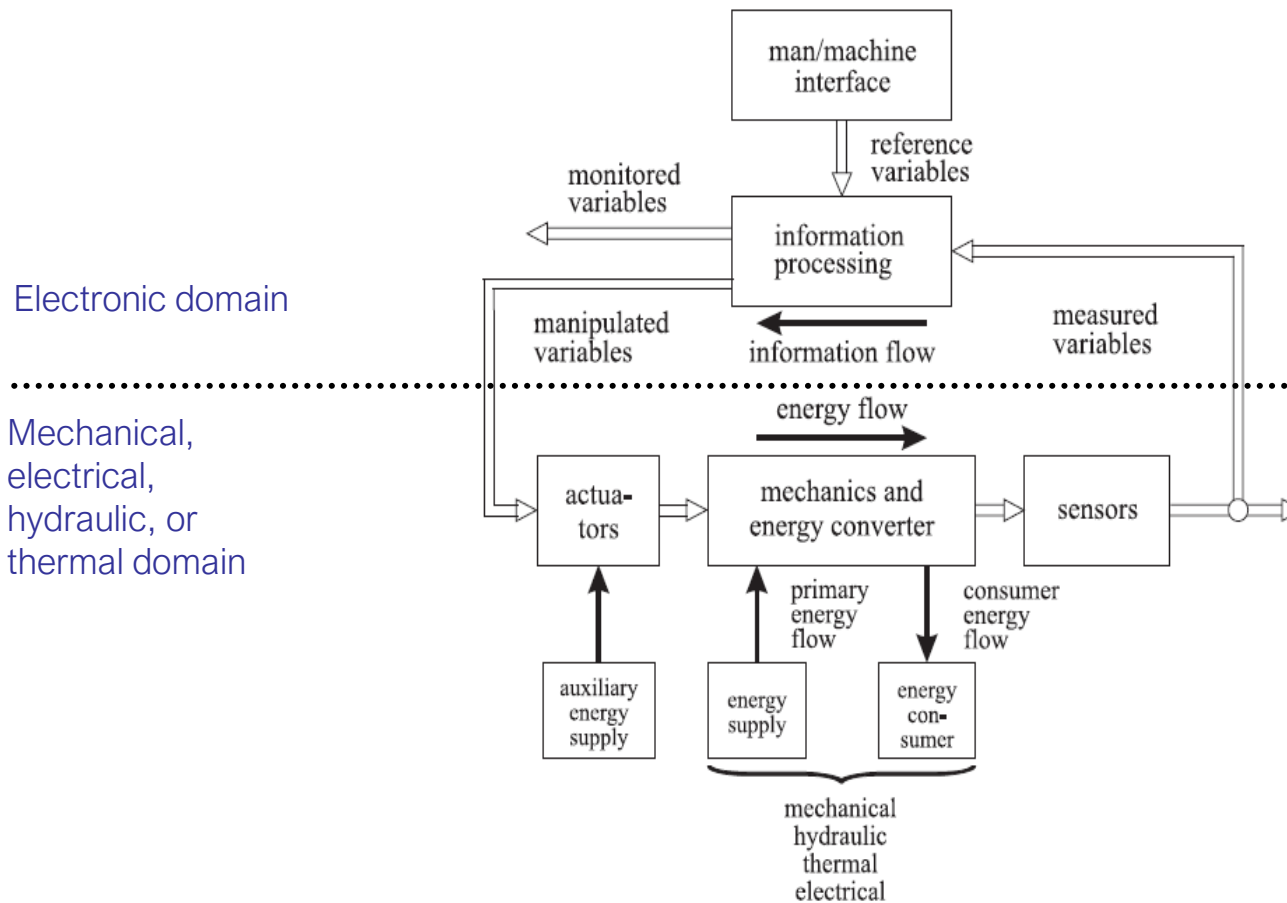 man/machine
interface
reference
variables
monitored
variables
information
processing
Electronic domain
manipulated
variables
information flow
measured
variables
energy flow
Mechanical,
electrical,
hydraulic, or
thermal domain
actua-
tors
mechanics and
energy converter
sensors
primary
energy
flow
consumer
energy
flow
auxiliary
energy
supply
energy
supply
energy
con-
sumer
mechanical
hydraulic
thermal
electrical